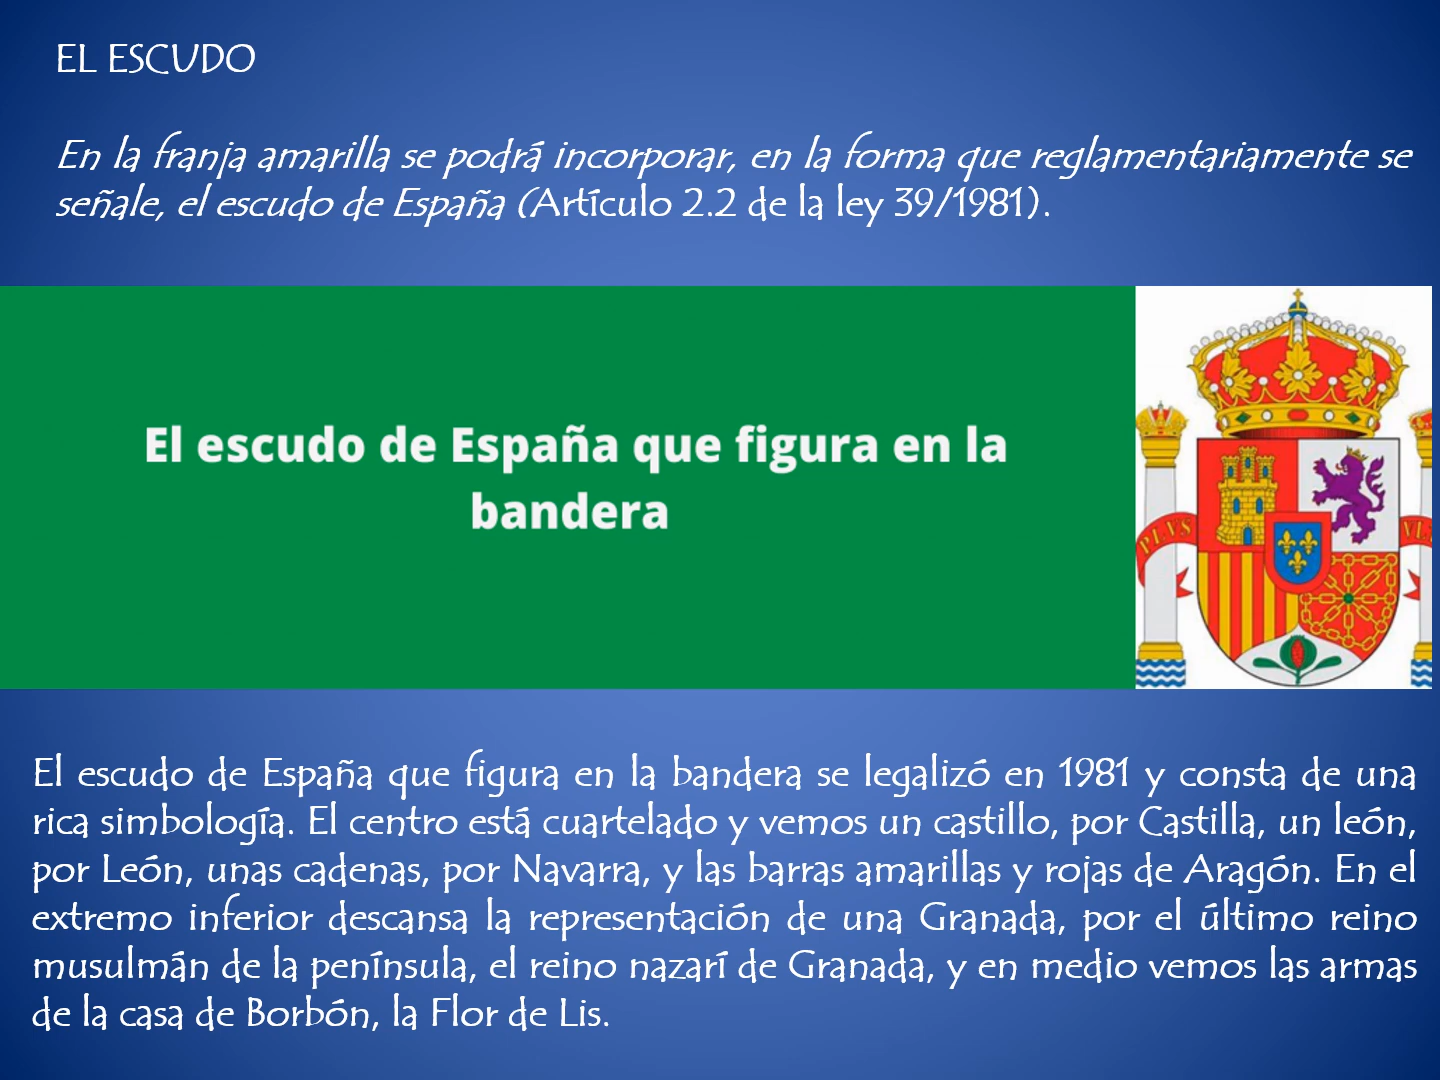 EL ESCUDO
En la franja amarilla se podrá incorporar, en la forma que reglamentariamente se
señale, el escudo de España (Artículo 2.2 de la ley 39/1981).
El escudo de España que figura en la
bandera
PLVS
VL
El escudo de España que figura en la bandera se legalizó en 1981 y consta de una
rica simbología. El centro está cuartelado y vemos un castillo, por Castilla, un león,
por León, unas cadenas, por Navarra, y las barras amarillas y rojas de Aragón. En el
extremo inferior descansa la representación de una Granada, por el último reino
musulmán de la península, el reino nazarí de Granada, y en medio vemos las armas
de la casa de Borbón, la Flor de Lis.